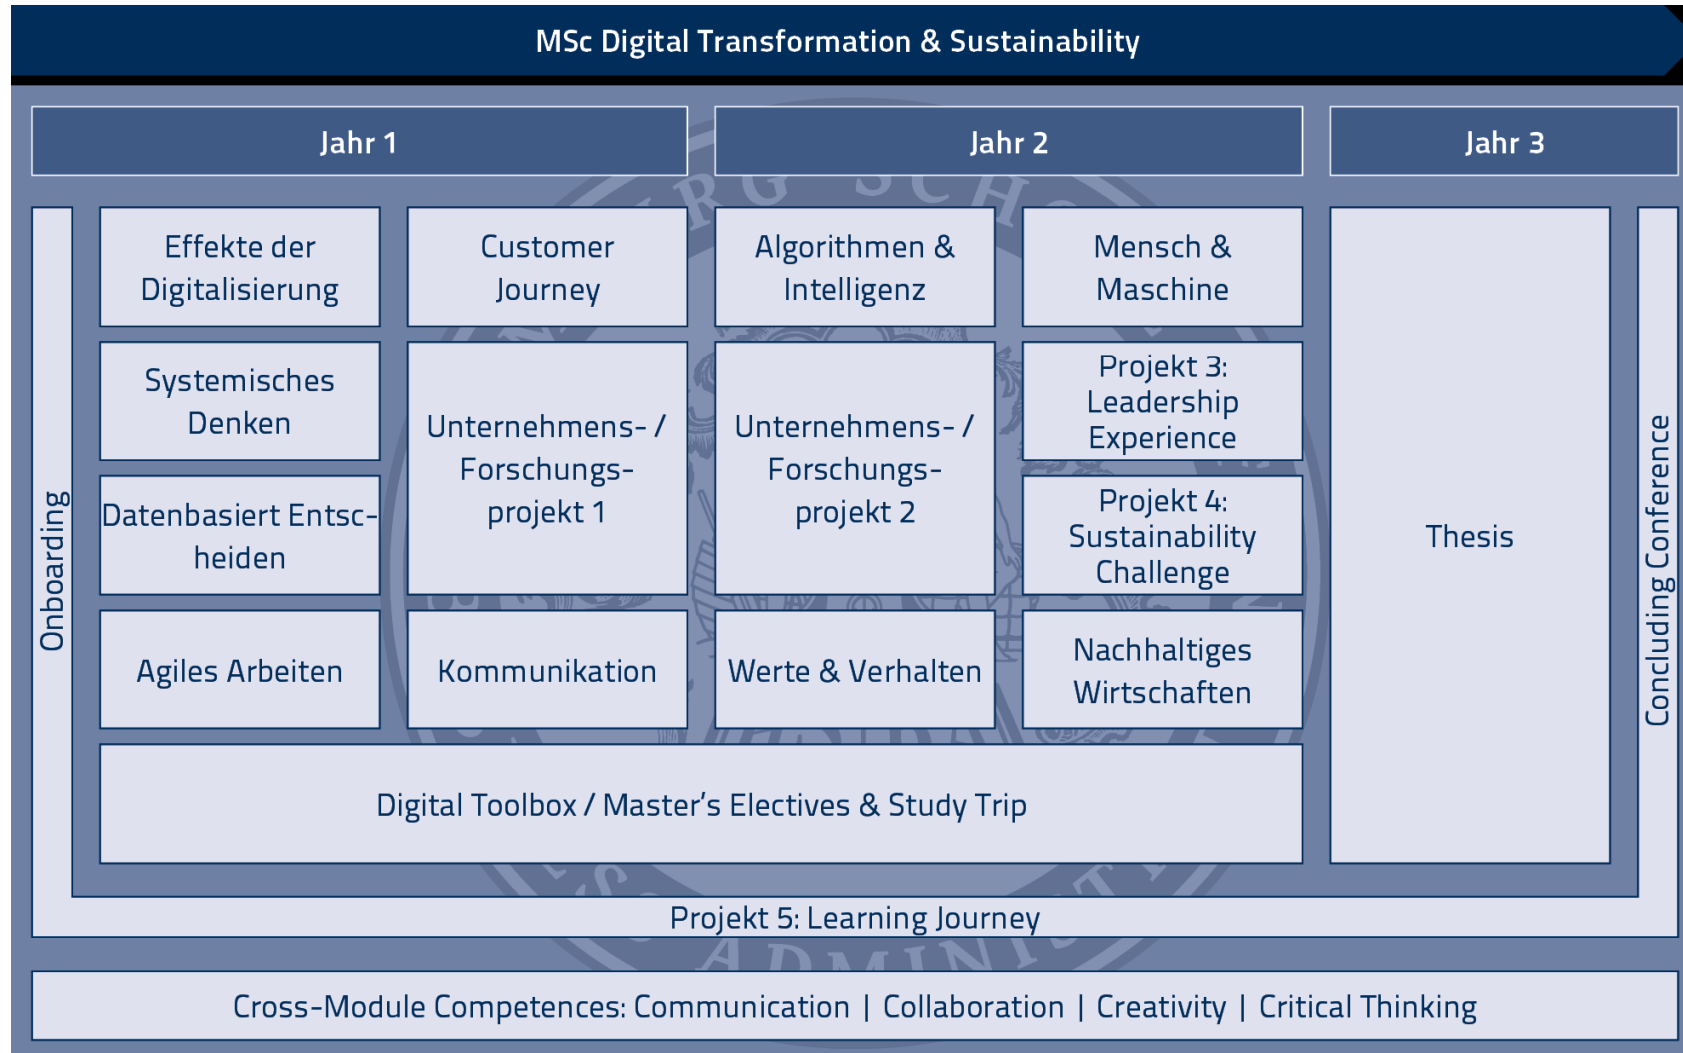 MSc Digital Transformation & Sustainability
Jahr 1
Jahr 2
Jahr 3
Onboarding
Effekte der
Digitalisierung
Systemisches
Denken
Datenbasiert Entsc-
heiden
Agiles Arbeiten
Customer
Journey
Unternehmens- /
Forschungs-
projekt 1
Kommunikation
Algorithmen &
Intelligenz
Unternehmens- /
Forschungs-
projekt 2
Werte & Verhalten
Mensch &
Maschine
Projekt 3:
Leadership
Experience
Projekt 4:
Sustainability
Challenge
Nachhaltiges
Wirtschaften
Digital Toolbox / Master’s Electives & Study Trip
Thesis
Concluding Conference
Projekt 5: Learning Journey
Cross-Module Competences: Communication | Collaboration | Creativity | Critical Thinking